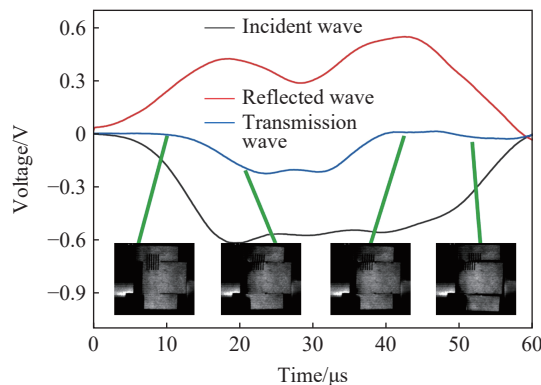 0.6
0.3
0
−0.3
−0.6
−0.9
Voltage/V
Incident wave
Reflected wave
Transmission
wave
0
10
20
30
40
50
60
Time/μs